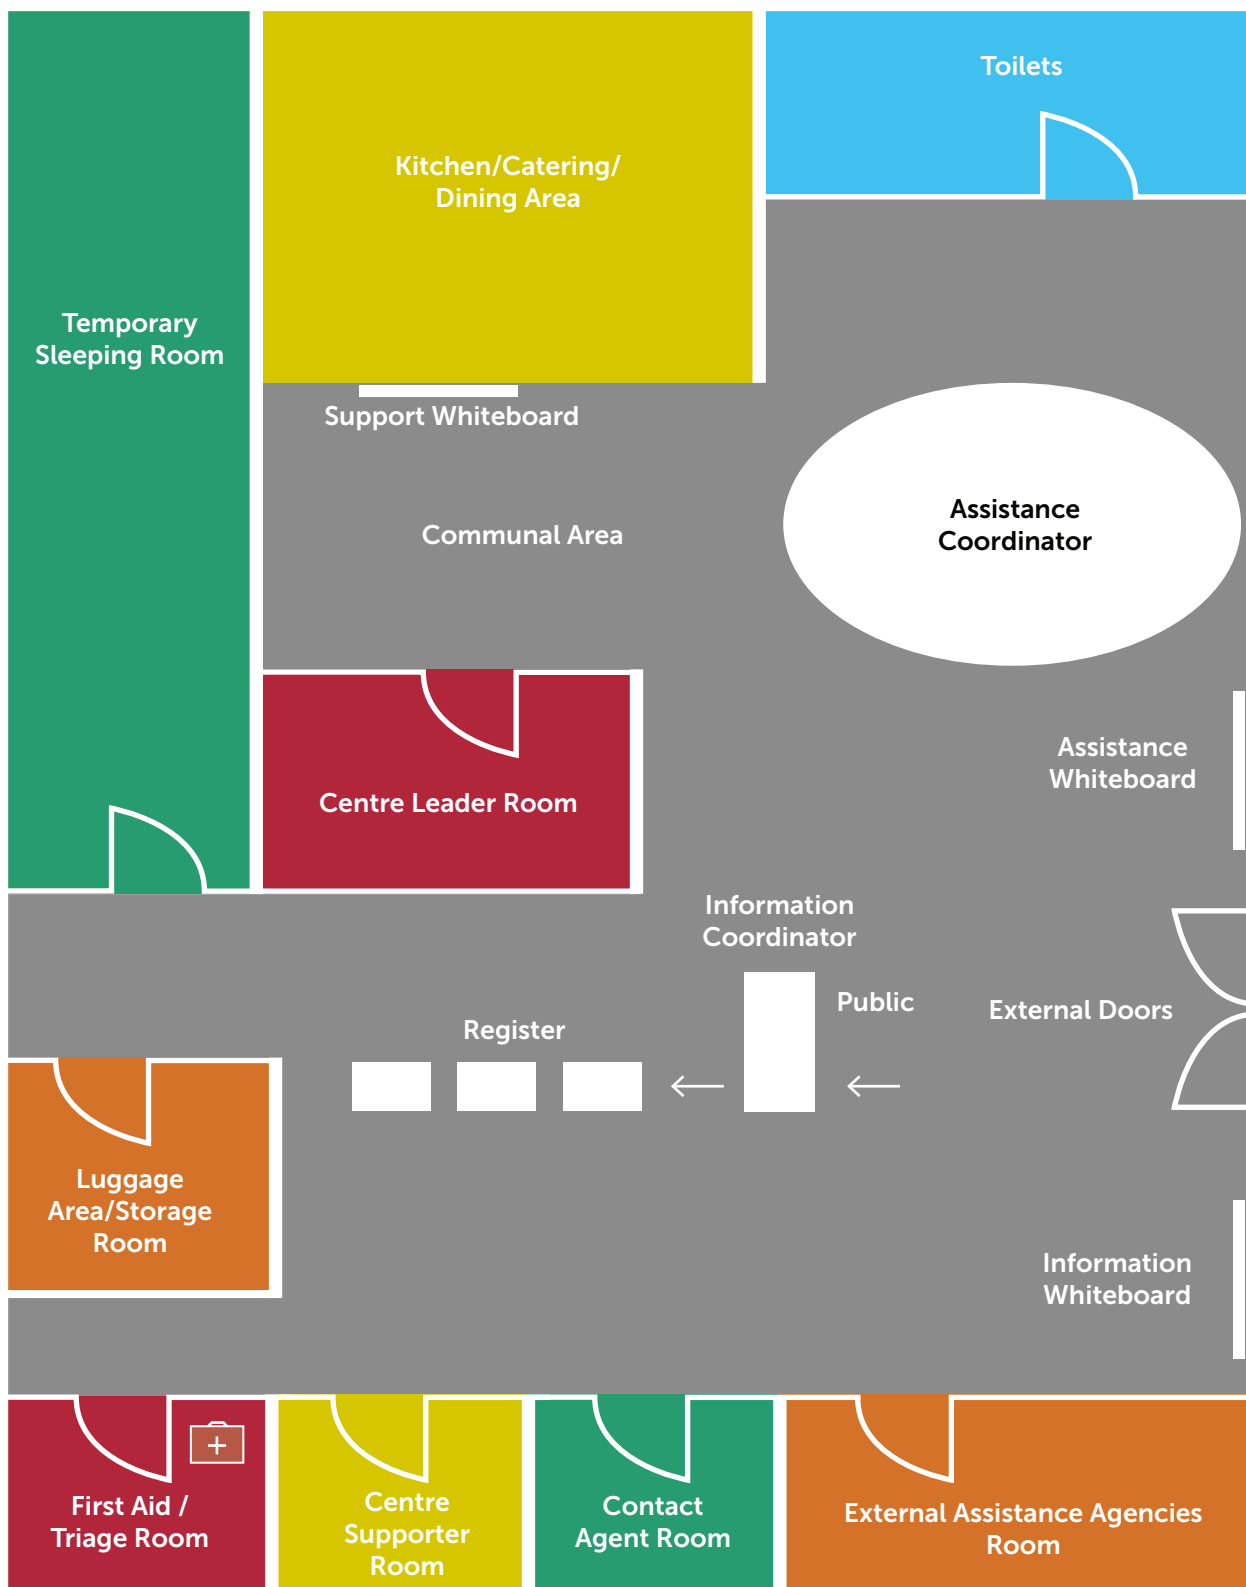 Toilets
Kitchen/Catering/
Dining Area
Temporary
Sleeping Room
Support Whiteboard
Communal Area
Assistance
Coordinator
Assistance
Whiteboard
Centre Leader Room
Information
Coordinator
Public
External Doors
Register
Luggage
Area/Storage
Room
Information
Whiteboard
First Aid /
Triage Room
Centre
Supporter
Room
Contact
Agent Room
External Assistance Agencies
Room